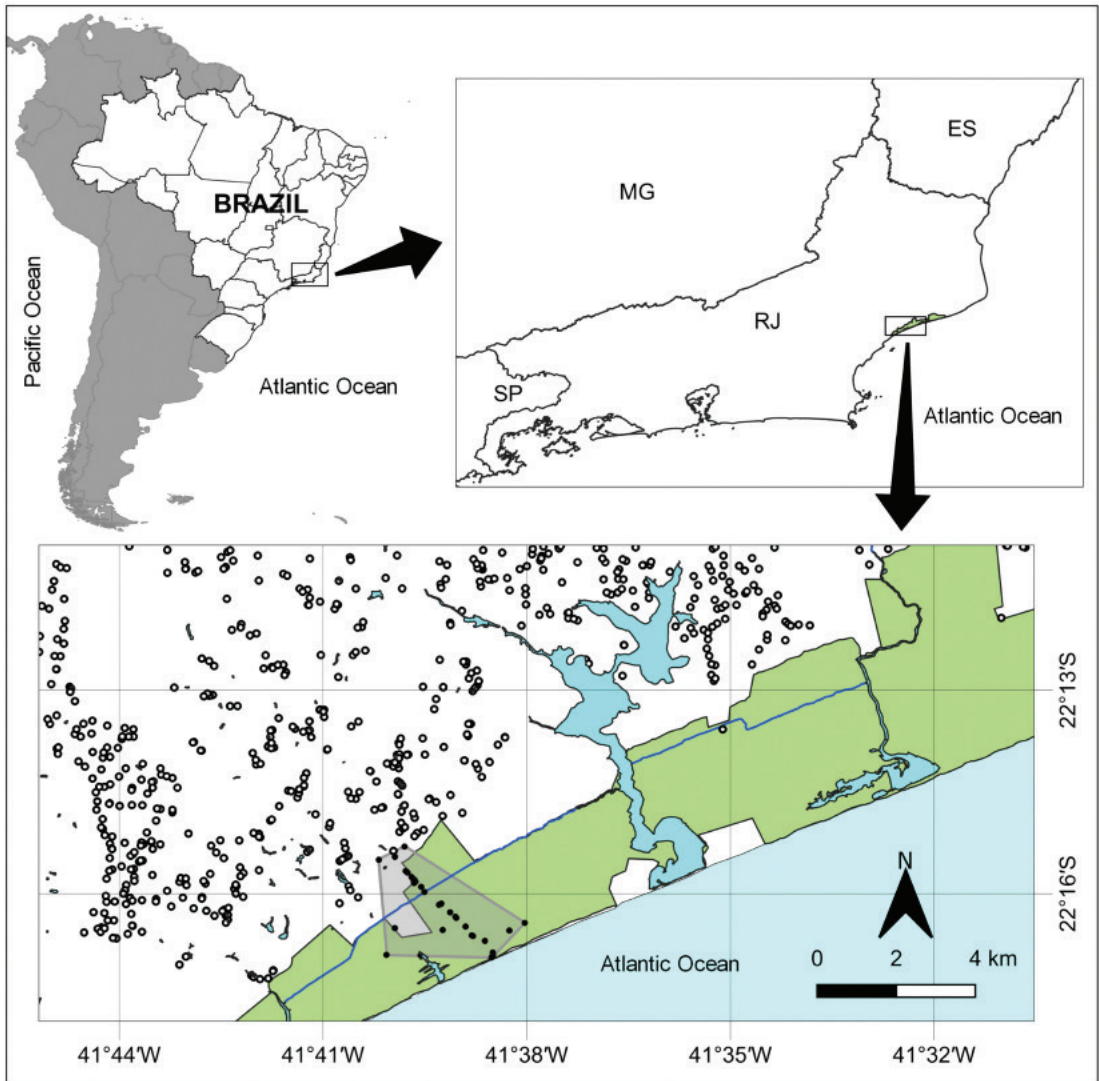 BRAZIL
Pacific Ocean
Atlantic Ocean
ES
MG
RJ
SP
Atlantic Ocean
22°13'S
22°16'S
N
0 2 4 km
Atlantic Ocean
41°44'W 41°41'W 41°38'W 41°35'W 41°32'W